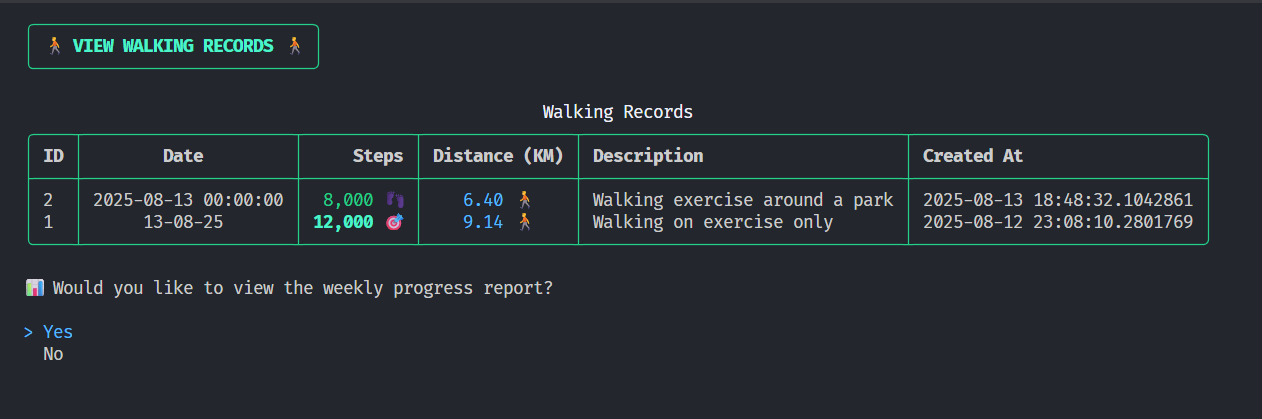 VIEW WALKING RECORDS
Walking Records
ID Date Steps Distance (KM) Description Created At
2 2025-08-13 00:00:00 8,000 6.40 Walking exercise around a park 2025-08-13 18:48:32.1042861
1 13-08-25 12,000 9.14 Walking on exercise only 2025-08-12 23:08:10.2801769
Would you like to view the weekly progress report?
> Yes
No